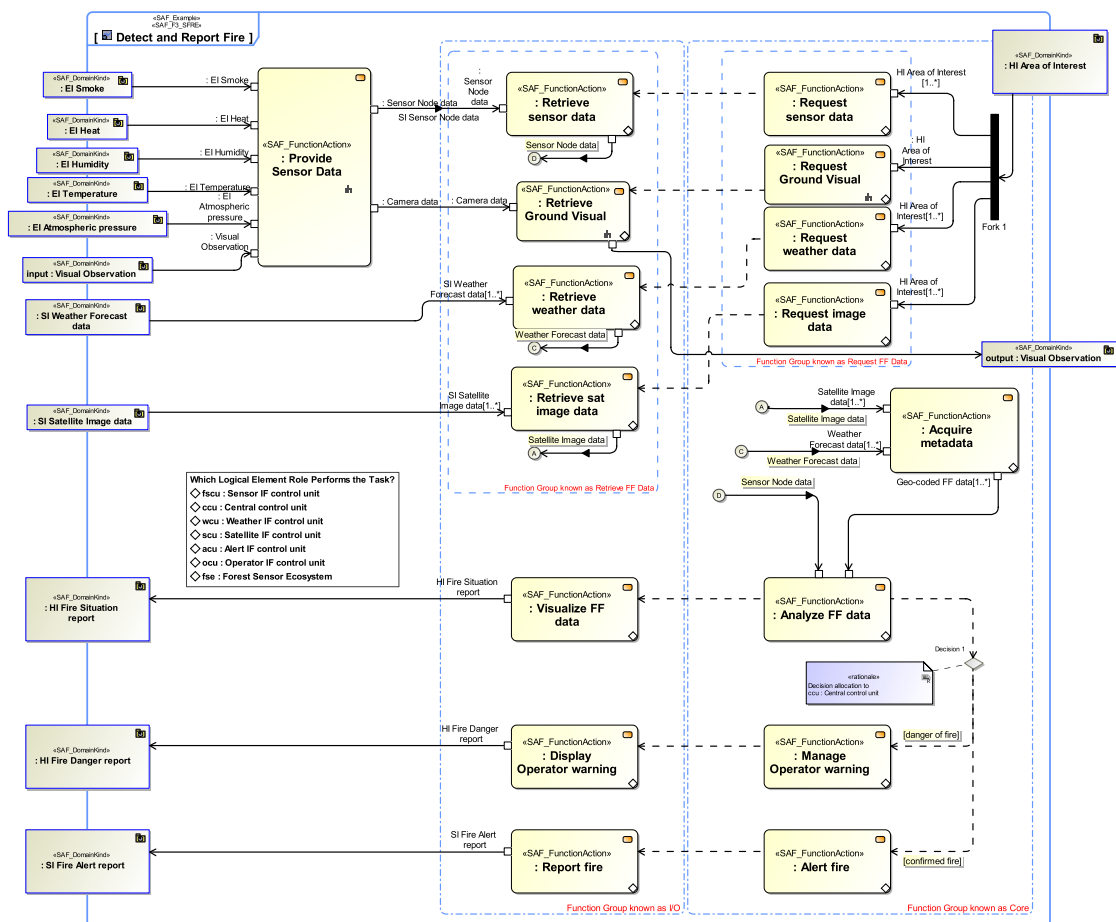 «SAF_Example»
«SAF_F3_SFRE»
[ Detect and Report Fire ]
«SAF_DomainKind»
: EI Smoke
«SAF_DomainKind»
: EI Heat
«SAF_DomainKind»
: EI Humidity
«SAF_DomainKind»
: EI Temperature
«SAF_DomainKind»
: EI Atmospheric pressure
«SAF_DomainKind»
input : Visual Observation
«SAF_DomainKind»
: SI Weather Forecast
data
«SAF_DomainKind»
: SI Satellite Image data
: EI Smoke
: EI Heat
: EI Humidity
: EI Temperature
: EI
Atmospheric
pressure
: Visual
Observation
«SAF_FunctionAction»
: Provide
Sensor Data
: Sensor Node data
SI Sensor Node data
:
Sensor
Node
data
: Camera data
: Camera data
«SAF_FunctionAction»
: Retrieve
sensor data
Sensor Node data
D
«SAF_FunctionAction»
: Retrieve
Ground Visual
SI Weather
Forecast data[1..*]
«SAF_FunctionAction»
: Retrieve
weather data
Weather Forecast data
C
SI Satellite
Image data[1..*]
«SAF_FunctionAction»
: Retrieve sat
image data
Satellite Image data
A
Function Group known as Retrieve FF Data
«SAF_FunctionAction»
: Request
sensor data
«SAF_FunctionAction»
: Request
Ground Visual
«SAF_FunctionAction»
: Request
weather data
«SAF_FunctionAction»
: Request image
data
Function Group known as Request FF Data
HI Area of Interest
[1..*]
: HI
Area of
Interest
HI Area of
Interest[1..*]
HI Area of
Interest[1..*]
Fork 1
«SAF_DomainKind»
: HI Area of Interest
«SAF_DomainKind»
output : Visual Observation
A
Satellite Image
data[1..*]
Satellite Image data
C
Weather
Forecast data[1..*]
Weather Forecast data
«SAF_FunctionAction»
: Acquire
metadata
Geo-coded FF data[1..*]
D
Sensor Node data
Which Logical Element Role Performs the Task?
fscu : Sensor IF control unit
ccu : Central control unit
wcu : Weather IF control unit
scu : Satellite IF control unit
acu : Alert IF control unit
ocu : Operator IF control unit
fse : Forest Sensor Ecosystem
«SAF_DomainKind»
: HI Fire Situation
report
HI Fire Situation
report
«SAF_FunctionAction»
: Visualize FF
data
«SAF_FunctionAction»
: Analyze FF data
Decision 1
«rationale»
Decision allocation to
ccu : Central control unit
«SAF_DomainKind»
: HI Fire Danger report
HI Fire Danger
report
«SAF_FunctionAction»
: Display
Operator warning
«SAF_FunctionAction»
: Manage
Operator warning
[danger of fire]
«SAF_DomainKind»
: SI Fire Alert report
SI Fire Alert
report
«SAF_FunctionAction»
: Report fire
«SAF_FunctionAction»
: Alert fire
[confirmed fire]
Function Group known as I/O
Function Group known as Core